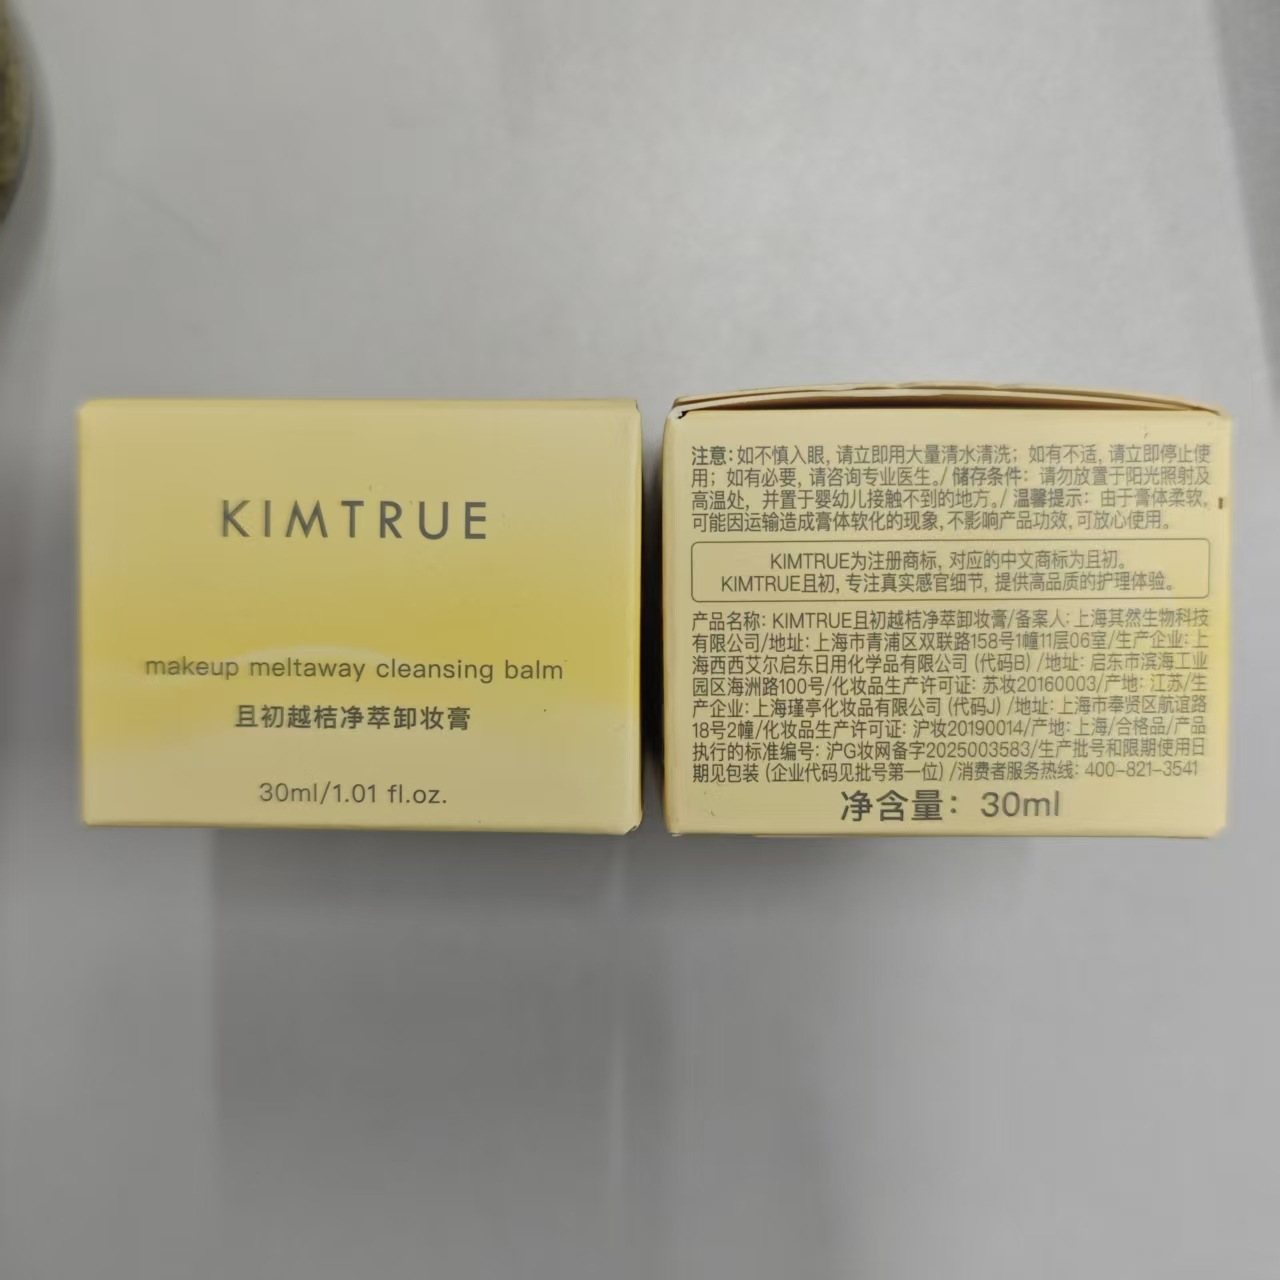 KIMTRUE
makeup meltaway cleansing balm
且初越桔净萃卸妆膏
30ml/1.01 fl.oz.
注意：如不慎入眼, 请立即用大量清水清洗；如有不适, 请立即停止使
用；如有必要, 请咨询专业医生。/ 储存条件：请勿放置于阳光照射及
高温处, 并置于婴幼儿接触不到的地方。/ 温馨提示：由于膏体柔软,
可能因运输造成膏体软化的现象, 不影响产品功效, 可放心使用。
KIMTRUE为注册商标, 对应的中文商标为且初。
KIMTRUE且初, 专注真实感官细节, 提供高品质的护理体验。
产品名称: KIMTRUE且初越桔净萃卸妆膏/备案人: 上海其然生物科技
有限公司/地址: 上海市青浦区双联路158号1幢11层06室/生产企业: 上
海西西艾尔启东日用化学品有限公司 (代码B) /地址: 启东市滨海工业
园区海洲路100号/化妆品生产许可证: 苏妆20160003/产地: 江苏/生
产企业: 上海瑾亭化妆品有限公司 (代码J) /地址: 上海市奉贤区航谊路
18号2幢/化妆品生产许可证: 沪妆20190014/产地: 上海/合格品/产品
执行的标准编号: 沪G妆网备字2025003583/生产批号和限期使用日
期见包装 (企业代码见批号第一位) /消费者服务热线: 400-821-3541
净含量：30ml